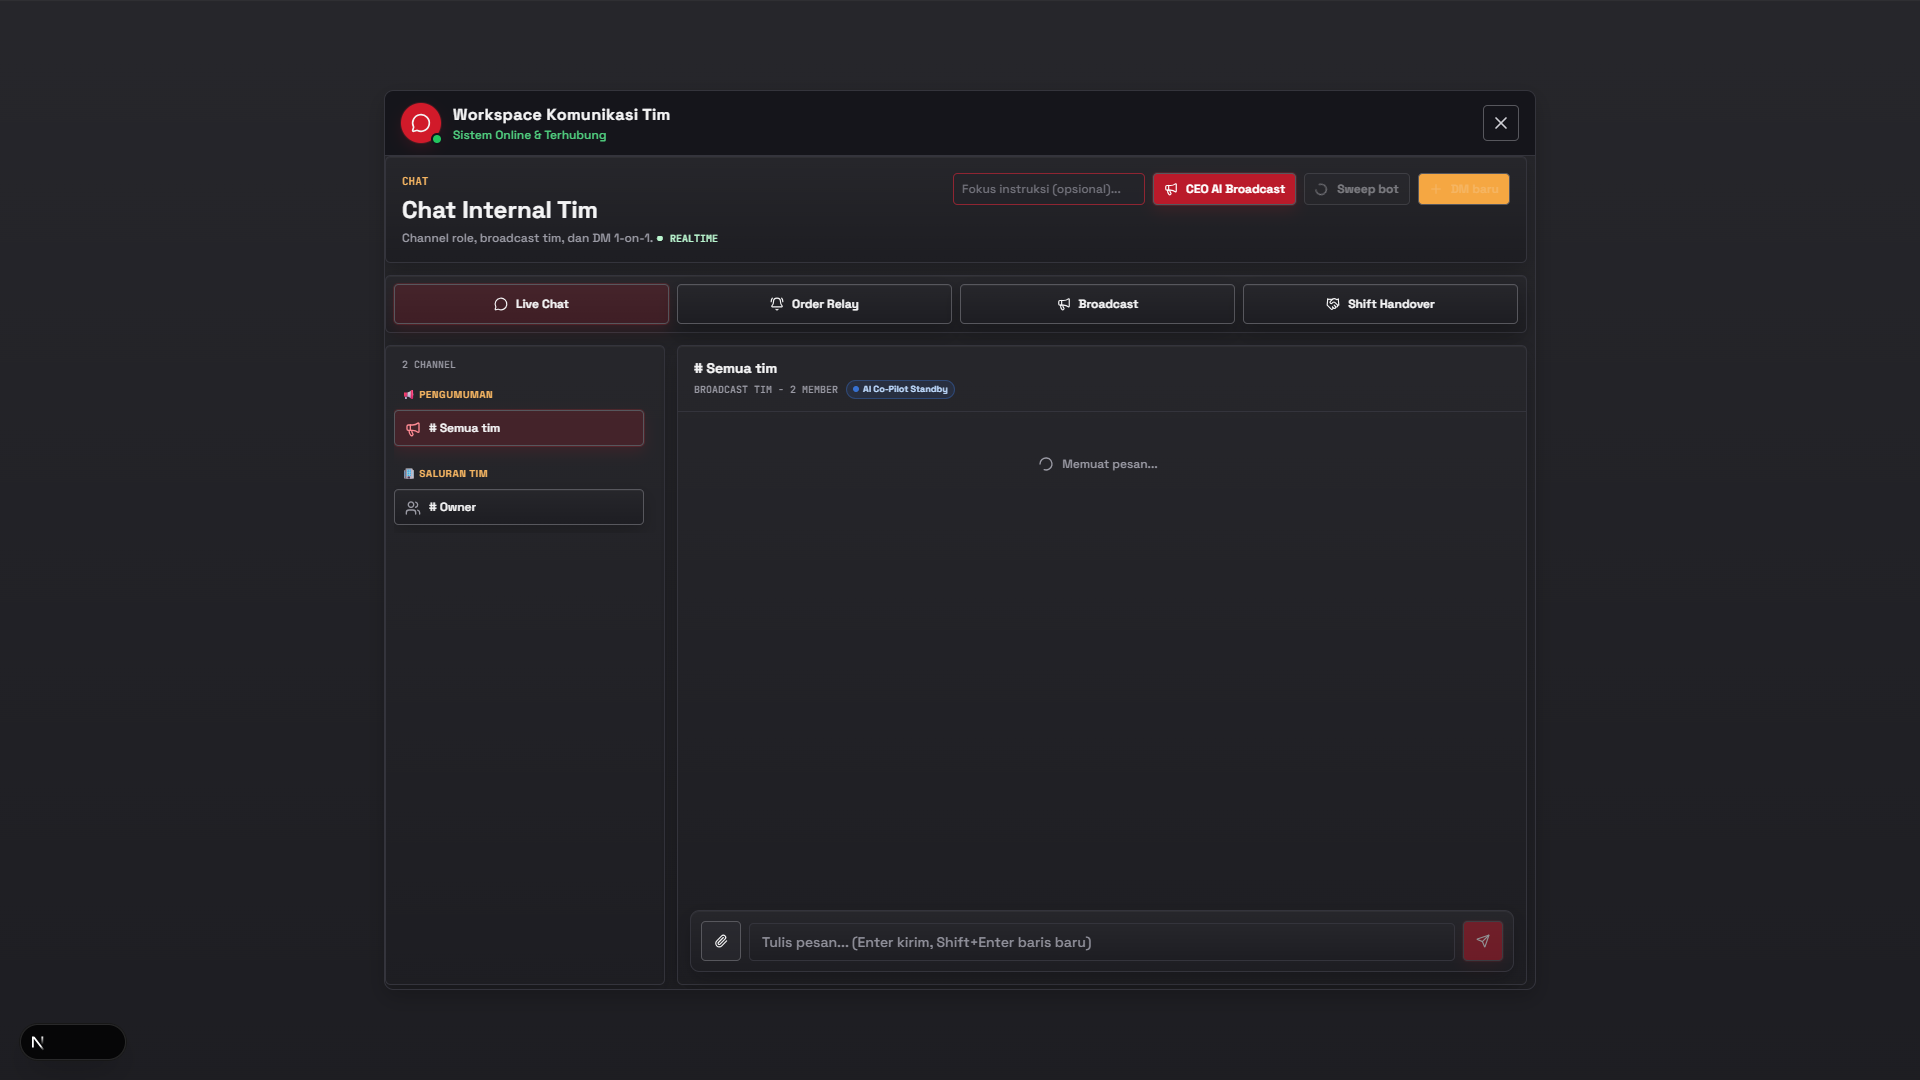 Workspace Komunikasi Tim
Sistem Online & Terhubung
CHAT
Chat Internal Tim
Channel role, broadcast tim, dan DM 1-on-1. REALTIME
Fokus instruksi (opsional)...
CEO AI Broadcast
Sweep bot
+ DM baru
Live Chat
Order Relay
Broadcast
Shift Handover
2 CHANNEL
PENGUMUMAN
# Semua tim
SALURAN TIM
# Owner
# Semua tim
BROADCAST TIM - 2 MEMBER
AI Co-Pilot Standby
Memuat pesan...
Tulis pesan... (Enter kirim, Shift+Enter baris baru)
N